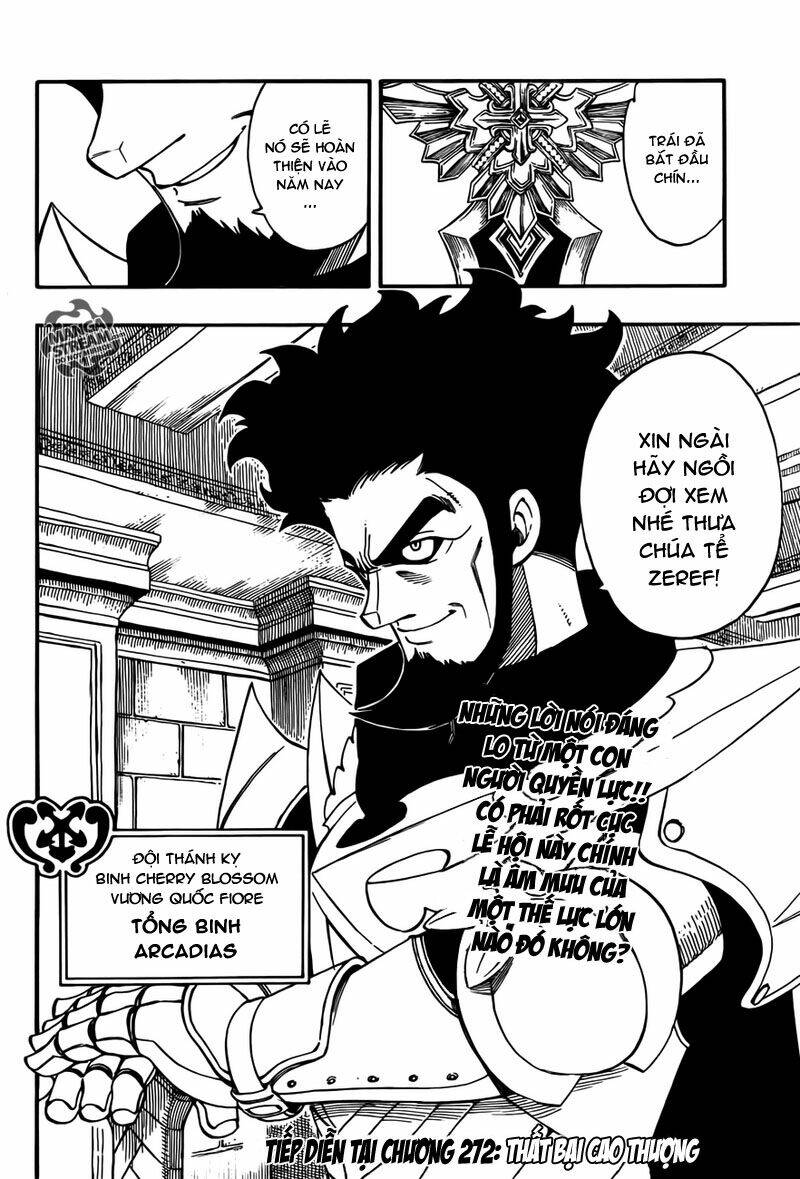 CÓ LẼ
NÓ SẼ HOÀN
THIỆN VÀO
NĂM NAY
...
TRÁI ĐÃ
BẮT ĐẦU
CHÍN...
MANGA
STREAM
XIN NGÀI
HÃY NGỒI
ĐỢI XEM
NHÉ THƯA
CHÚA TỂ
ZEREF!
NHỮNG LỜI NÓI ĐÁNG
LO TỪ MỘT CON
NGƯỜI QUYỀN LỰC!!
CÓ PHẢI RỐT CỤC
LỄ HỘI NÀY CHÍNH
LÀ ÂM MƯU CỦA
MỘT THẾ LỰC LỚN
NÀO ĐÓ KHÔNG?
ĐỘI THÁNH KỴ
BINH CHERRY BLOSSOM
VƯƠNG QUỐC FIORE
TỔNG BINH
ARCADIAS
TIẾP DIỄN TẠI CHƯƠNG 272: THẤT BẠI CAO THƯỢNG